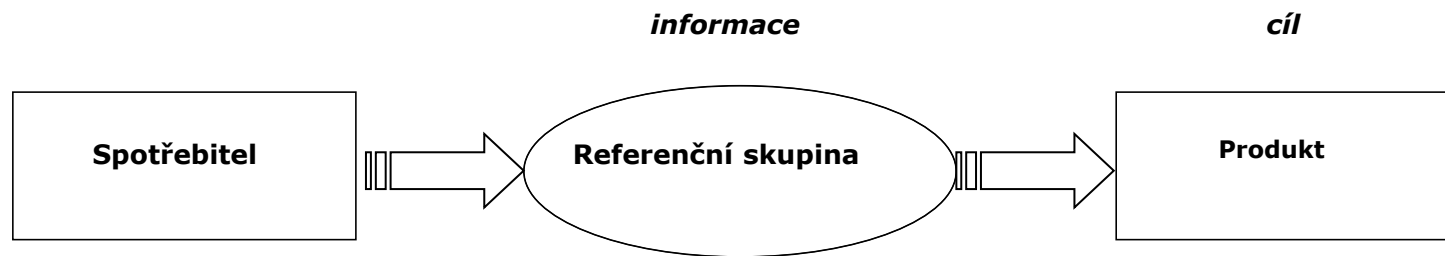 informace
cíl
Spotřebitel
Referenční skupina
Produkt